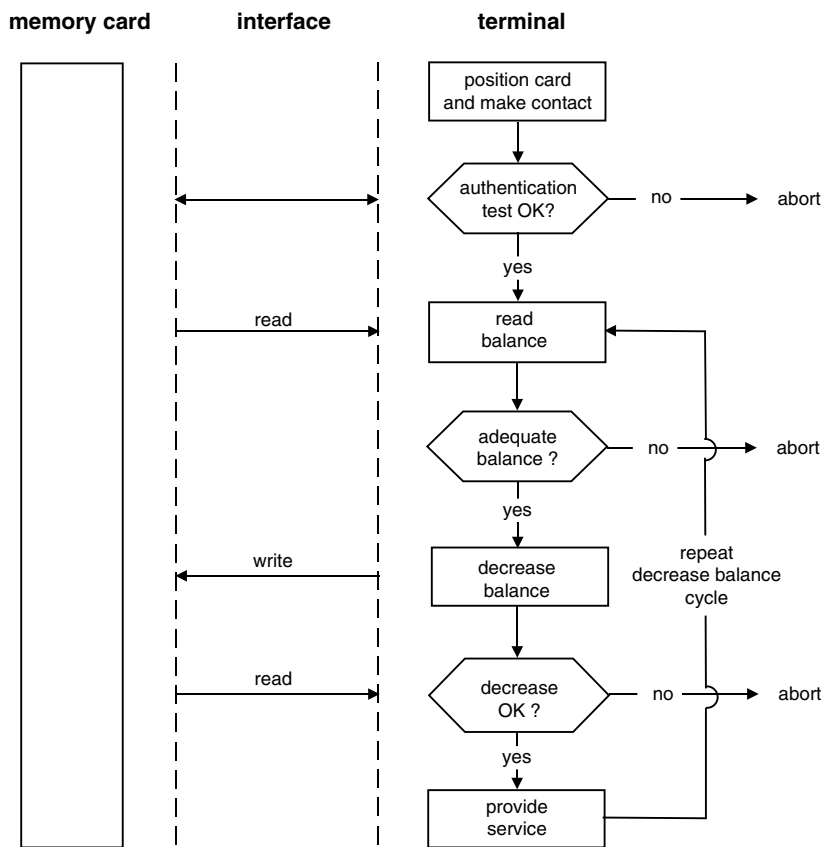 memory card
interface
terminal
position card
and make contact
authentication
test OK?
no
abort
yes
read
read
balance
adequate
balance ?
no
abort
yes
write
decrease
balance
repeat
decrease balance
cycle
read
decrease
OK ?
no
abort
yes
provide
service